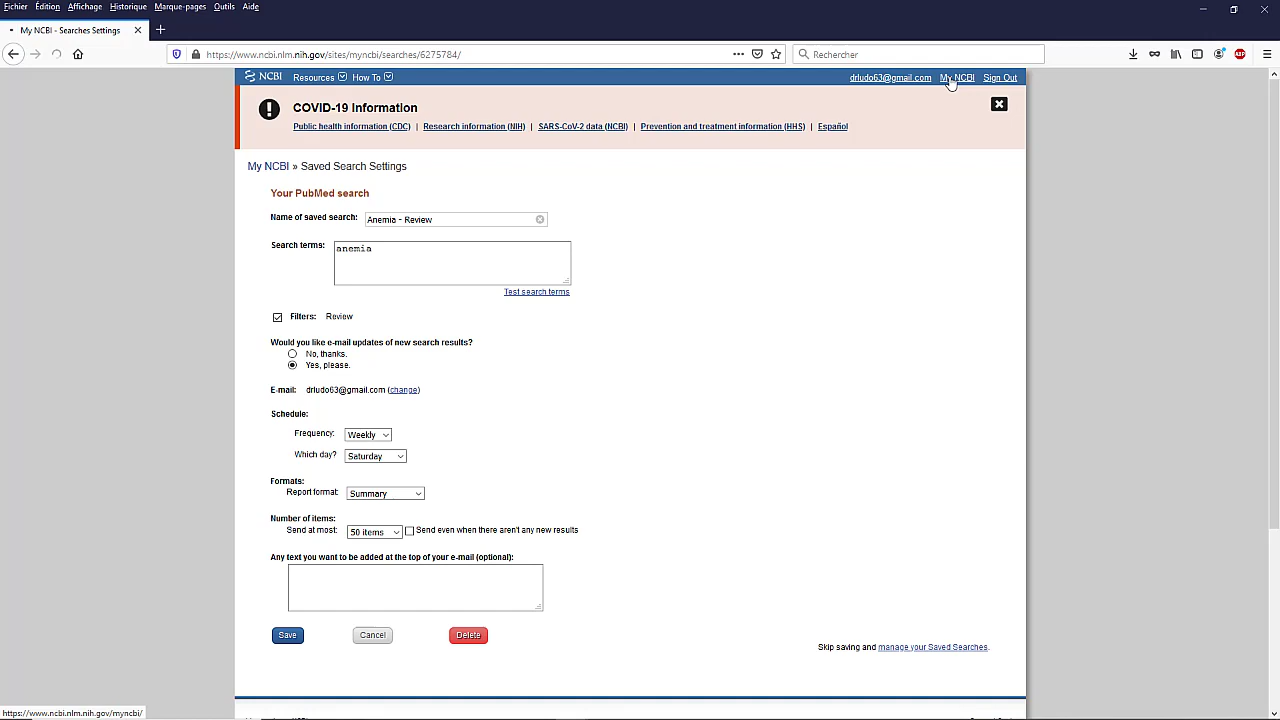 Fichier Édition Affichage Historique Marque-pages Outils Aide
My NCBI - Searches Settings
https://www.ncbi.nlm.nih.gov/sites/myncbi/searches/6275784/
Rechercher
NCBI Resources How To drludo63@gmail.com My NCBI Sign Out
COVID-19 Information
Public health information (CDC) | Research information (NIH) | SARS-CoV-2 data (NCBI) | Prevention and treatment information (HHS) | Español
My NCBI » Saved Search Settings
Your PubMed search
Name of saved search: Anemia - Review
Search terms: anemia
Test search terms
Filters: Review
Would you like e-mail updates of new search results?
No, thanks.
Yes, please.
E-mail: drludo63@gmail.com (change)
Schedule:
Frequency: Weekly
Which day? Saturday
Formats:
Report format: Summary
Number of items:
Send at most: 50 items Send even when there aren't any new results
Any text you want to be added at the top of your e-mail (optional):
Save Cancel Delete
Skip saving and manage your Saved Searches.
https://www.ncbi.nlm.nih.gov/myncbi/